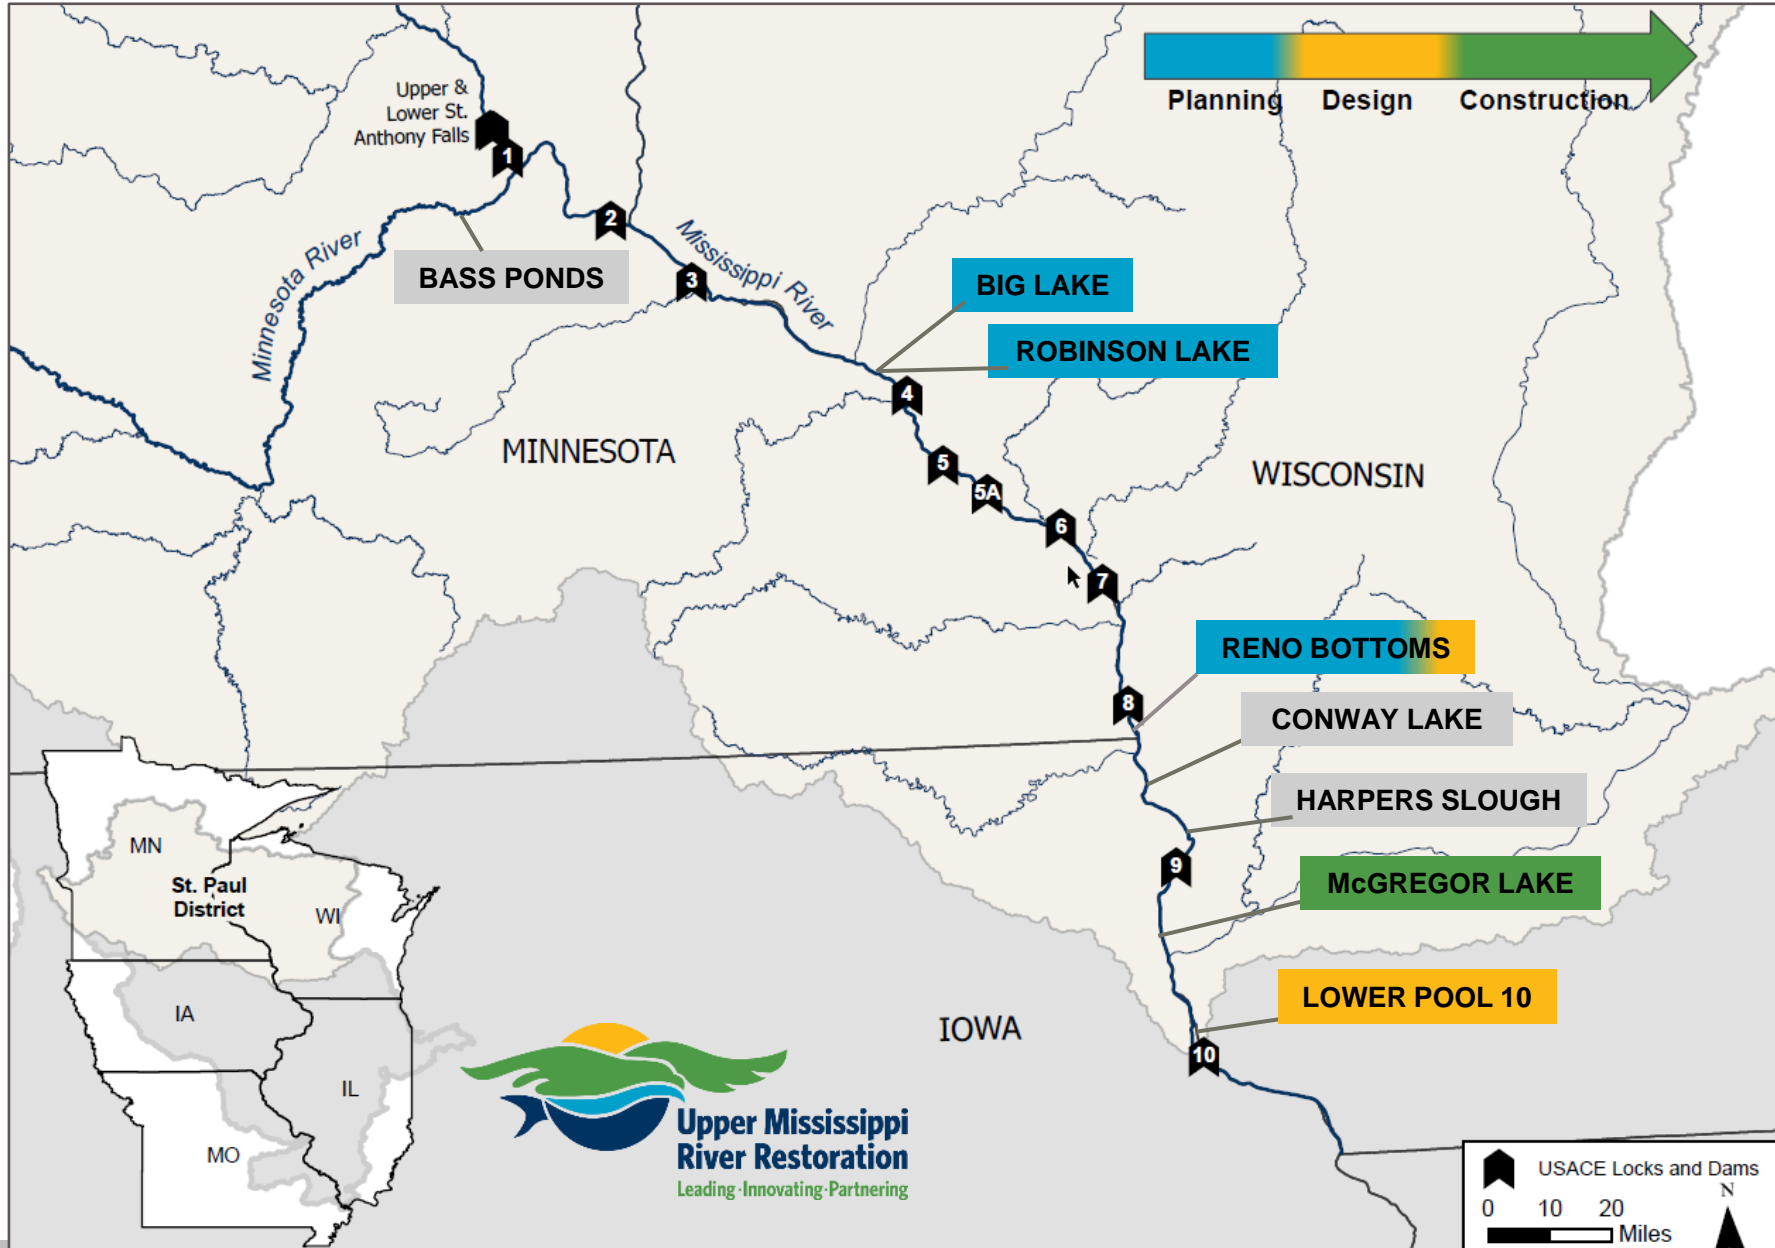 Planning Design Construction
Upper &
Lower St.
Anthony Falls
1
2
3
Mississippi River
Minnesota River
BASS PONDS
BIG LAKE
ROBINSON LAKE
4
MINNESOTA
WISCONSIN
5
5A
6
7
RENO BOTTOMS
8
CONWAY LAKE
HARPERS SLOUGH
9
McGREGOR LAKE
LOWER POOL 10
IOWA
10
MN
St. Paul
District
WI
IA
IL
MO
Upper Mississippi
River Restoration
Leading·Innovating·Partnering
USACE Locks and Dams
N
0 10 20
Miles